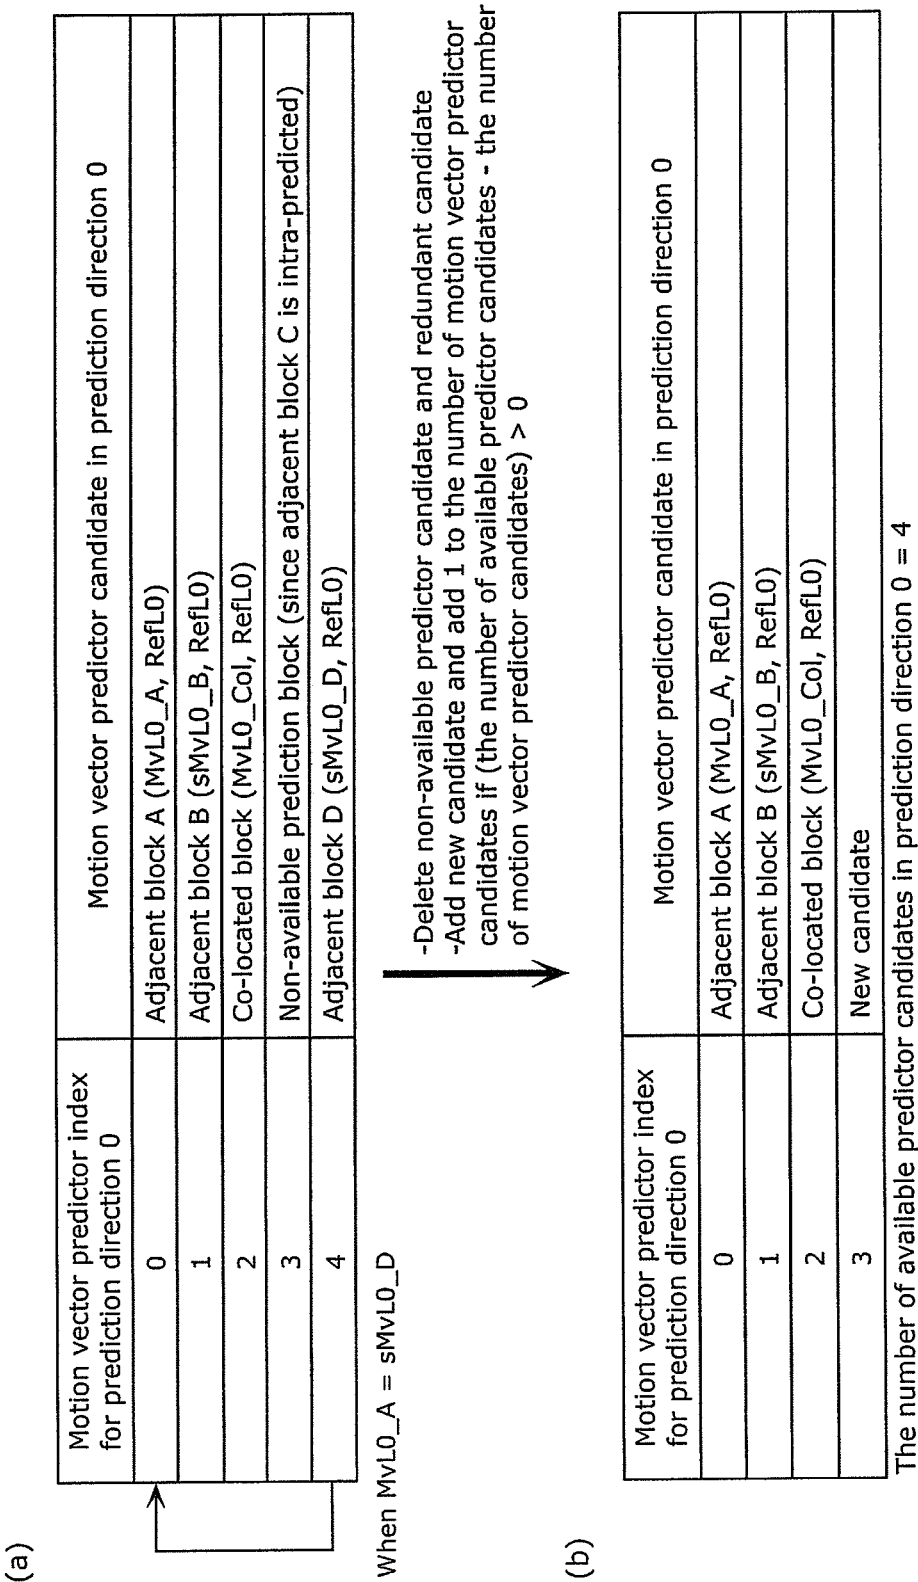 (a)
Motion vector predictor index
for prediction direction 0
Motion vector predictor candidate in prediction direction 0
0
Adjacent block A (MvL0_A, RefL0)
1
Adjacent block B (sMvL0_B, RefL0)
2
Co-located block (MvL0_Col, RefL0)
3
Non-available prediction block (since adjacent block C is intra-predicted)
4
Adjacent block D (sMvL0_D, RefL0)
When MvL0_A = sMvL0_D
-Delete non-available predictor candidate and redundant candidate
-Add new candidate and add 1 to the number of motion vector predictor
candidates if (the number of available predictor candidates - the number
of motion vector predictor candidates) > 0
(b)
Motion vector predictor index
for prediction direction 0
Motion vector predictor candidate in prediction direction 0
0
Adjacent block A (MvL0_A, RefL0)
1
Adjacent block B (sMvL0_B, RefL0)
2
Co-located block (MvL0_Col, RefL0)
3
New candidate
The number of available predictor candidates in prediction direction 0 = 4